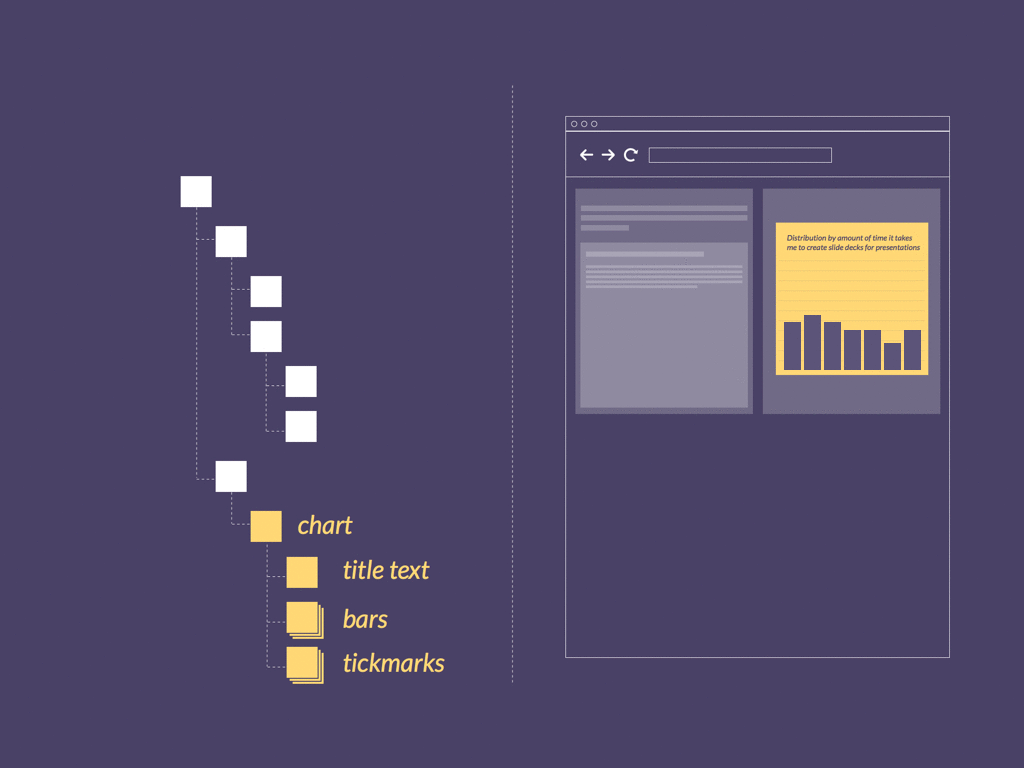 chart
title text
bars
tickmarks
Distribution by amount of time it takes
me to create slide decks for presentations